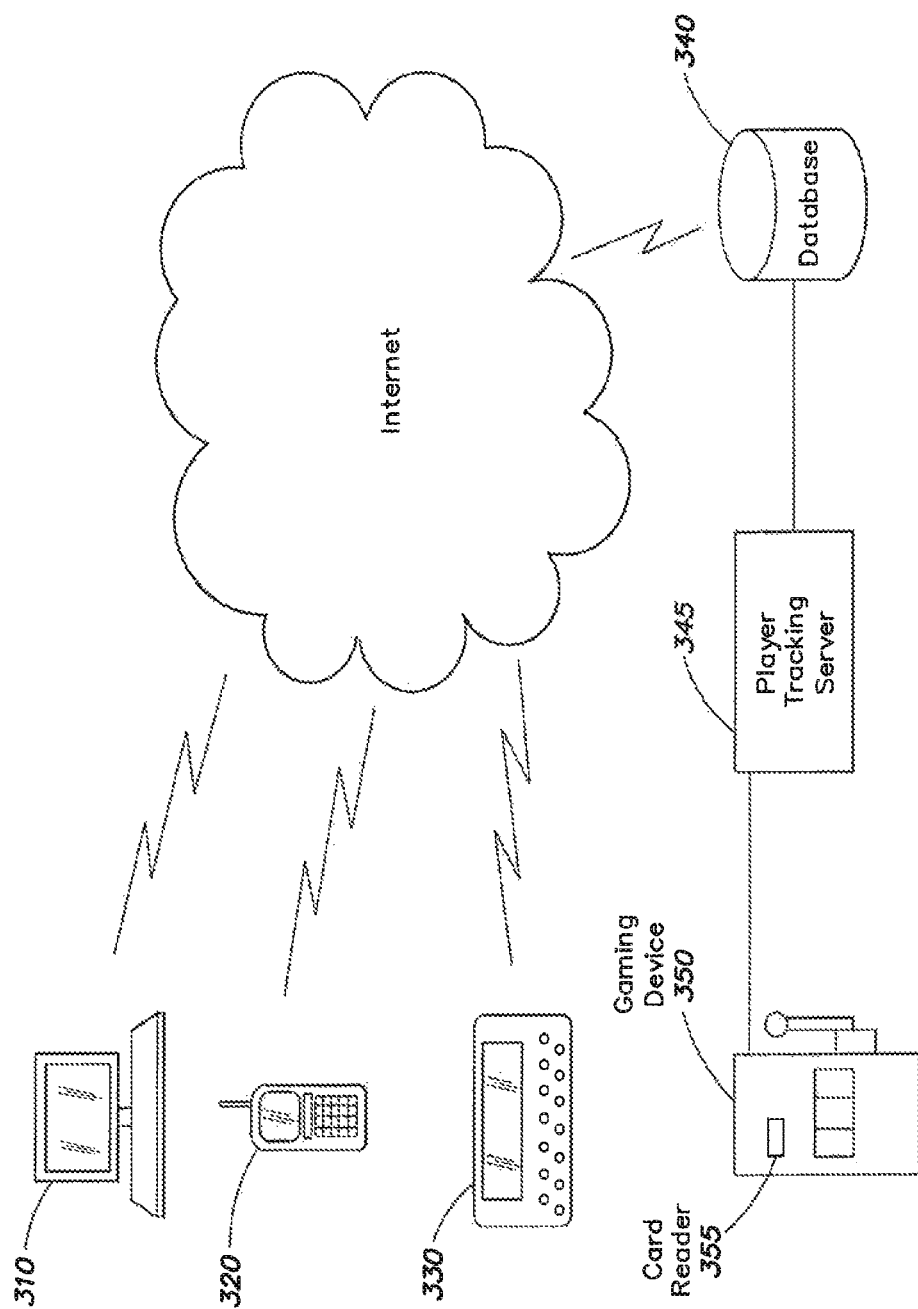 310
320
330
Internet
Gaming
Device
350
Card
Reader
355
345
Player
Tracking
Server
340
Database